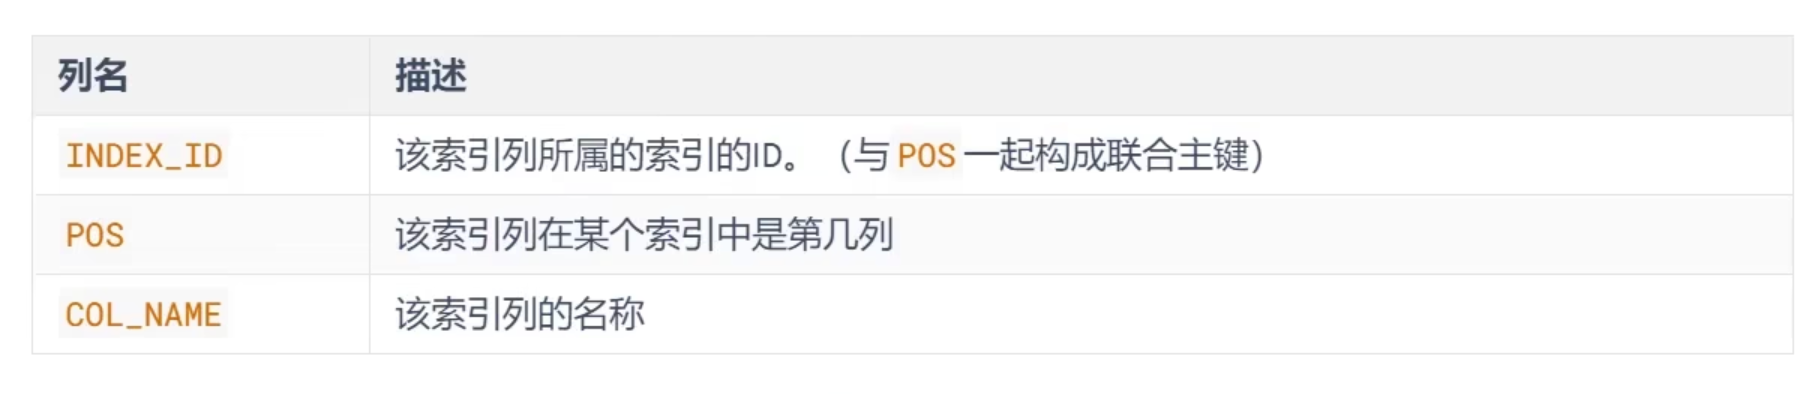 列名 描述
INDEX_ID 该索引列所属的索引的ID。（与 POS 一起构成联合主键）
POS 该索引列在某个索引中是第几列
COL_NAME 该索引列的名称